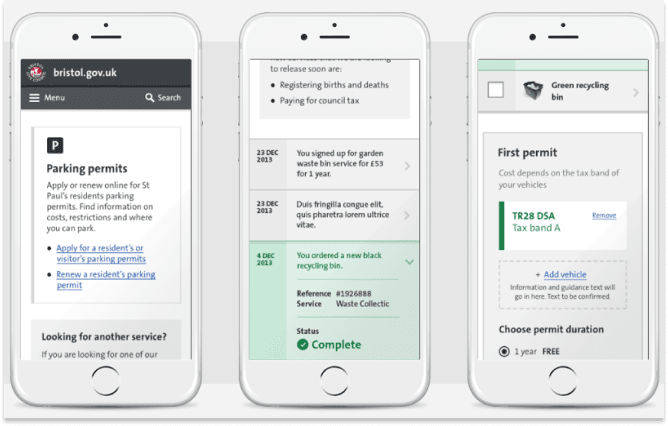 bristol.gov.uk
Menu
Search
P
Parking permits
Apply or renew online for St
Paul's residents parking
permits. Find information on
costs, restrictions and where
you can park.
Apply for a resident's or
visitor's parking permits
Renew a resident's parking
permit
Looking for another service?
If you are looking for one of our
to release soon are:
Registering births and deaths
Paying for council tax
23 DEC
2013
You signed up for garden
waste bin service for £53
for 1 year.
23 DEC
2013
Duis fringilla congue elit,
quis pharetra lorem ultrice
vitae.
4 DEC
2013
You ordered a new black
recycling bin.
Reference #1926888
Service Waste Collectic
Status
Complete
Green recycling
bin
First permit
Cost depends on the tax band of
your vehicles
TR28 DSA
Remove
Tax band A
+ Add vehicle
Information and guidance text will
go in here. Text to be confirmed.
Choose permit duration
1 year FREE